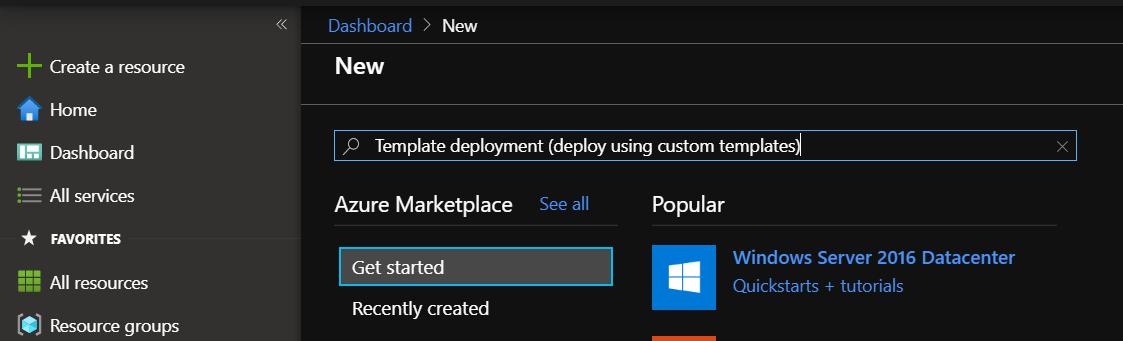 «
Create a resource
Home
Dashboard
All services
FAVORITES
All resources
Resource groups
Dashboard > New
New
Template deployment (deploy using custom templates)
Azure Marketplace See all
Get started
Recently created
Popular
Windows Server 2016 Datacenter
Quickstarts + tutorials